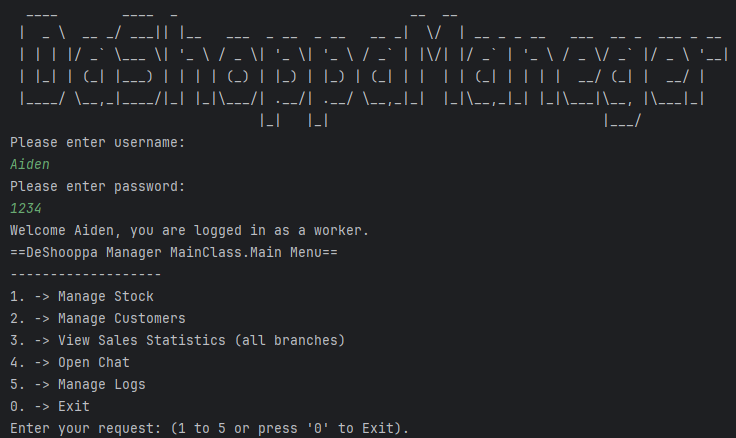 DaShoppaManager
Please enter username:
Aiden
Please enter password:
1234
Welcome Aiden, you are logged in as a worker.
==DeShooppa Manager MainClass.Main Menu==
-------------------
1. -> Manage Stock
2. -> Manage Customers
3. -> View Sales Statistics (all branches)
4. -> Open Chat
5. -> Manage Logs
0. -> Exit
Enter your request: (1 to 5 or press '0' to Exit).